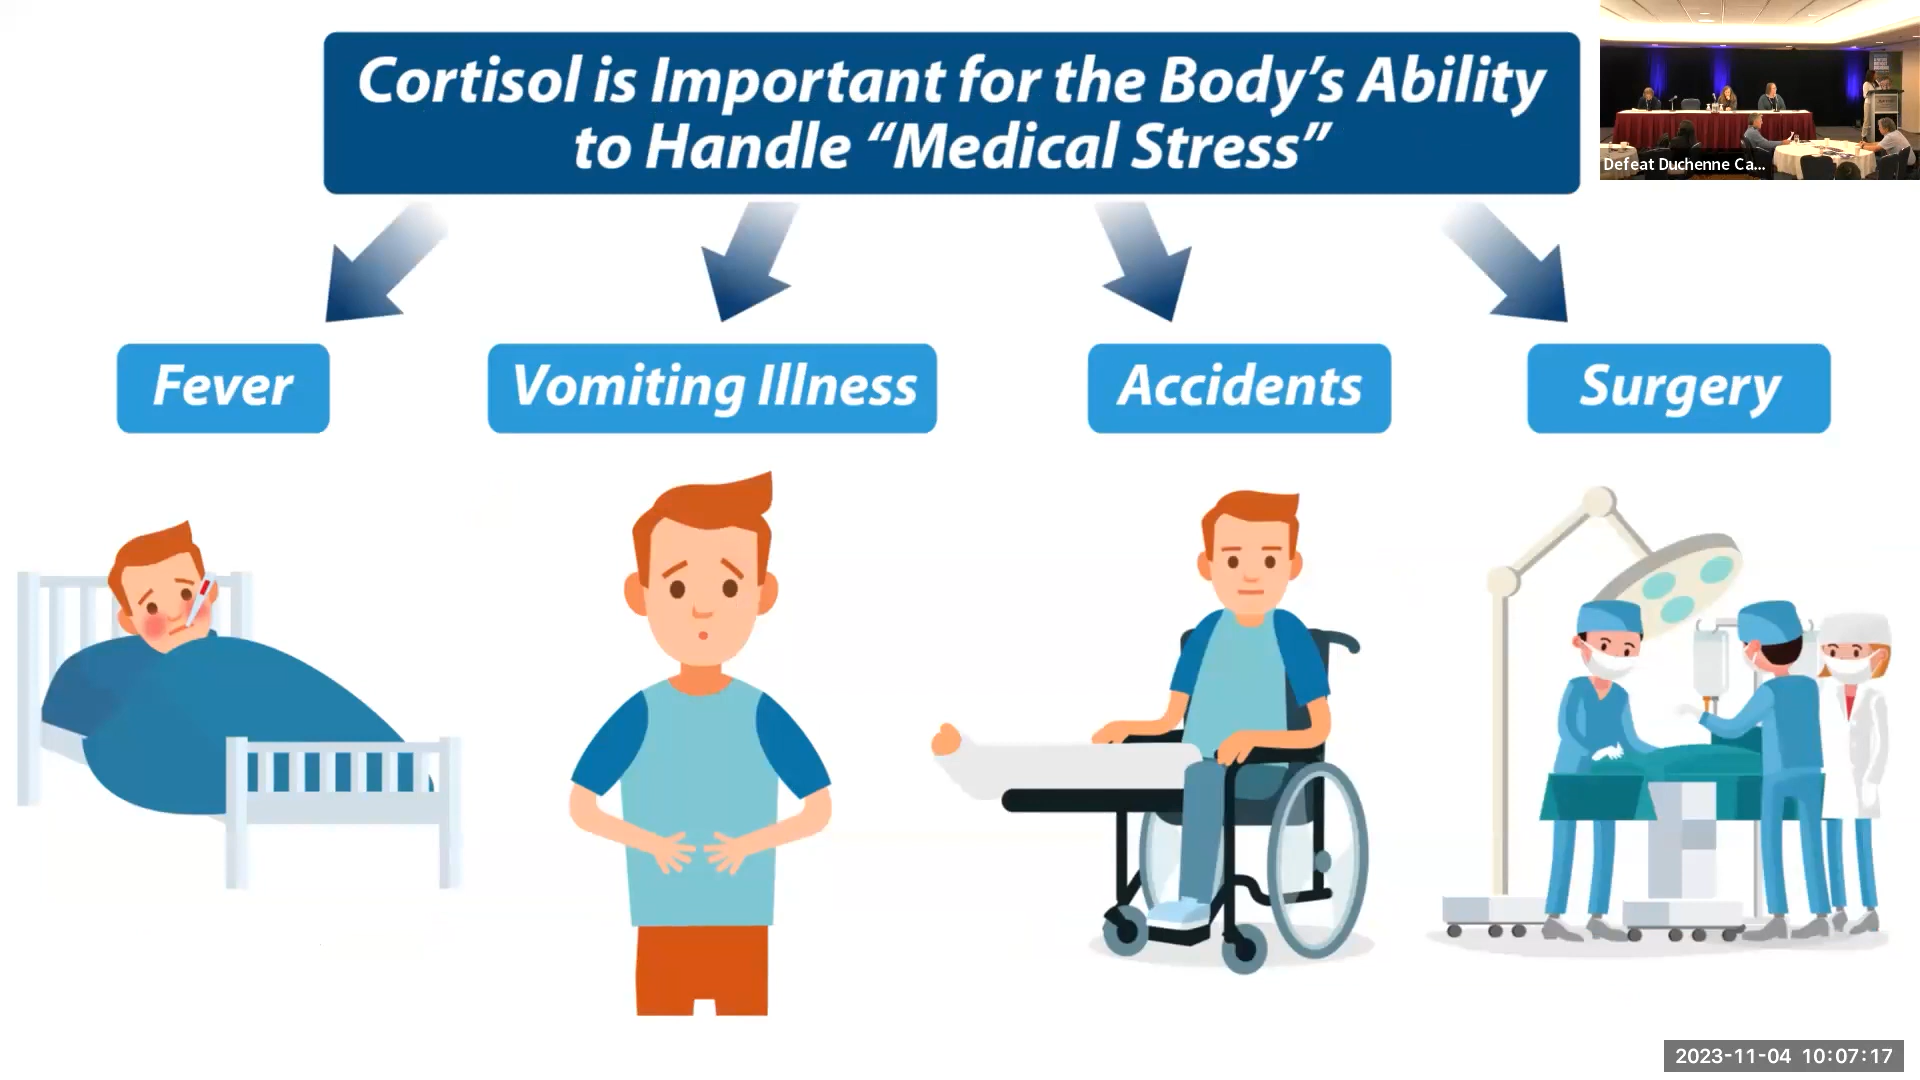 Cortisol is Important for the Body’s Ability
to Handle “Medical Stress”
Defeat Duchenne Ca...
Fever
Vomiting Illness
Accidents
Surgery
2023-11-04 10:07:17